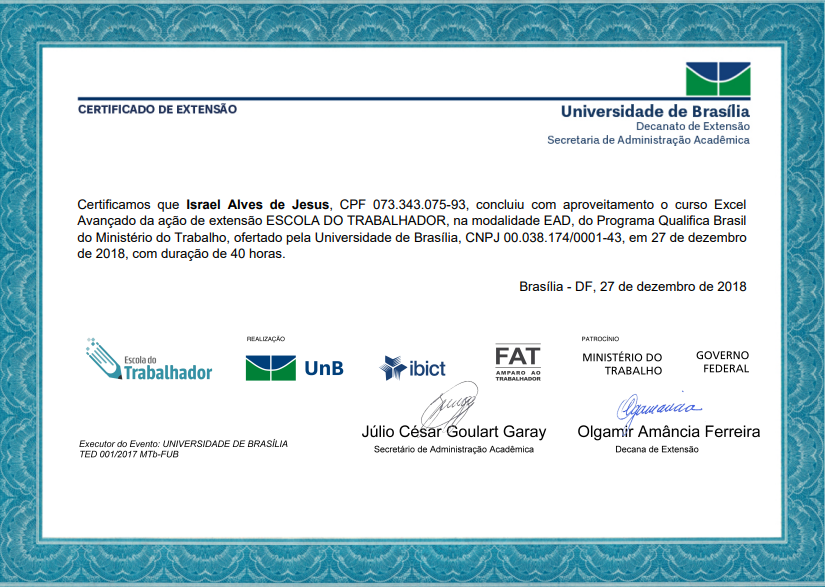 CERTIFICADO DE EXTENSÃO
Universidade de Brasília
Decanato de Extensão
Secretaria de Administração Acadêmica
Certificamos que Israel Alves de Jesus, CPF 073.343.075-93, concluiu com aproveitamento o curso Excel
Avançado da ação de extensão ESCOLA DO TRABALHADOR, na modalidade EAD, do Programa Qualifica Brasil
do Ministério do Trabalho, ofertado pela Universidade de Brasília, CNPJ 00.038.174/0001-43, em 27 de dezembro
de 2018, com duração de 40 horas.
Brasília - DF, 27 de dezembro de 2018
Escola do
Trabalhador
REALIZAÇÃO
UnB
ibict
FAT
AMPARO AO
TRABALHADOR
PATROCÍNIO
MINISTÉRIO DO
TRABALHO
GOVERNO
FEDERAL
Olgamancia
Júlio César Goulart Garay
Secretário de Administração Acadêmica
Olgamir Amância Ferreira
Decana de Extensão
Executor do Evento: UNIVERSIDADE DE BRASÍLIA
TED 001/2017 MTb-FUB